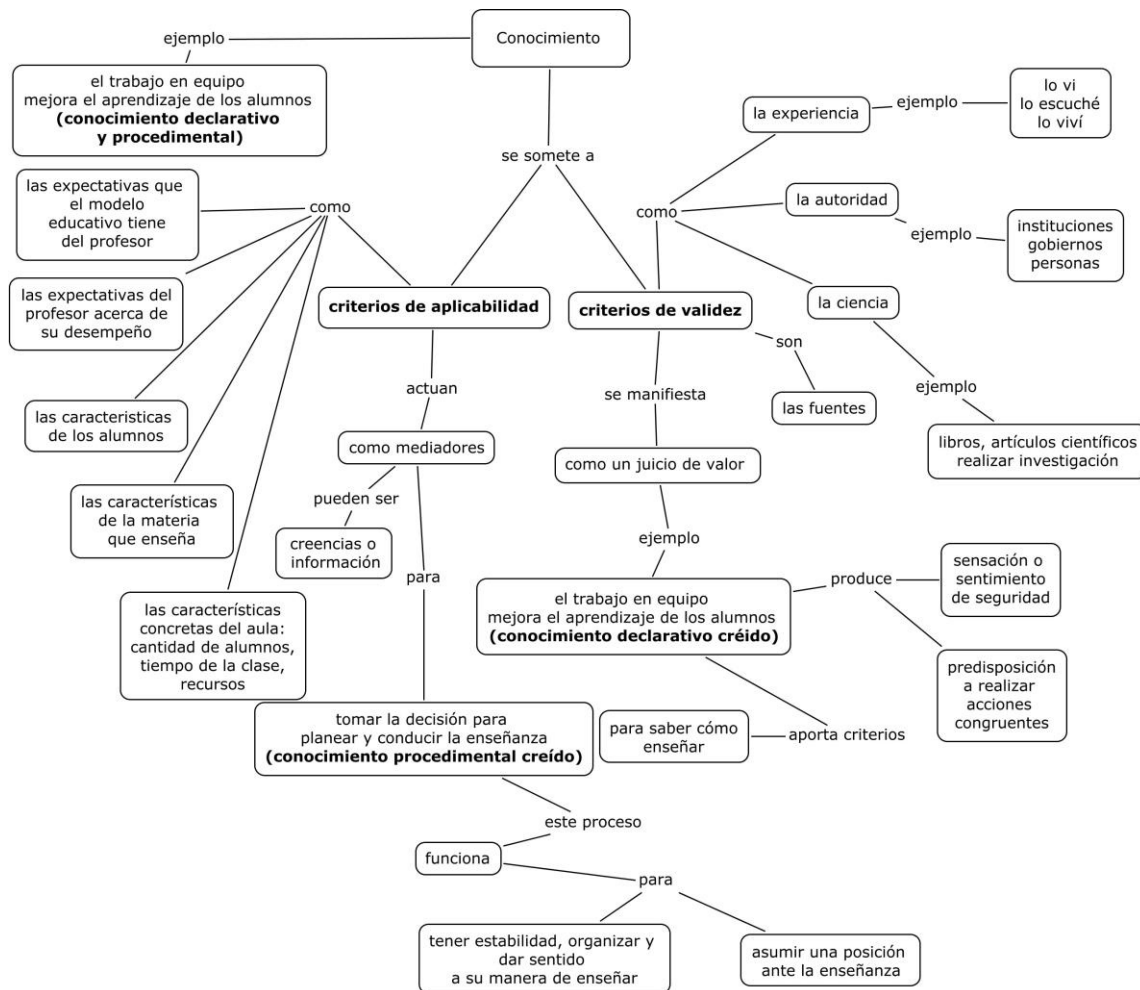 Conocimiento
ejemplo
el trabajo en equipo
mejora el aprendizaje de los alumnos
(conocimiento declarativo
y procedimental)
se somete a
como
las expectativas que
el modelo
educativo tiene
del profesor
las expectativas del
profesor acerca de
su desempeño
las caracteristicas
de los alumnos
las características
de la materia
que enseña
las características
concretas del aula:
cantidad de alumnos,
tiempo de la clase,
recursos
criterios de aplicabilidad
actuan
como mediadores
pueden ser
creencias o
información
para
tomar la decisión para
planear y conducir la enseñanza
(conocimiento procedimental creído)
este proceso
funciona
para
tener estabilidad, organizar y
dar sentido
a su manera de enseñar
asumir una posición
ante la enseñanza
criterios de validez
como
la experiencia
ejemplo
lo vi
lo escuché
lo viví
la autoridad
ejemplo
instituciones
gobiernos
personas
la ciencia
ejemplo
libros, artículos científicos
realizar investigación
son
las fuentes
se manifiesta
como un juicio de valor
ejemplo
el trabajo en equipo
mejora el aprendizaje de los alumnos
(conocimiento declarativo créido)
produce
sensación o
sentimiento
de seguridad
predisposición
a realizar
acciones
congruentes
aporta criterios
para saber cómo
enseñar